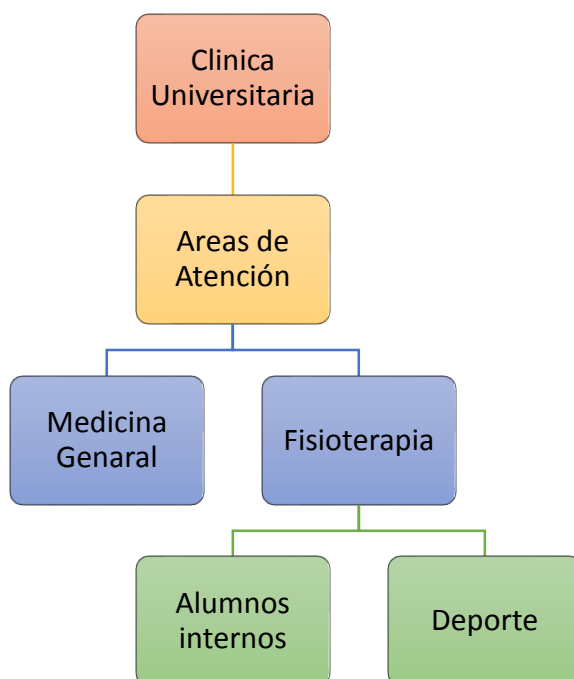 Clinica
Universitaria
Areas de
Atención
Medicina
Genaral
Fisioterapia
Alumnos
internos
Deporte